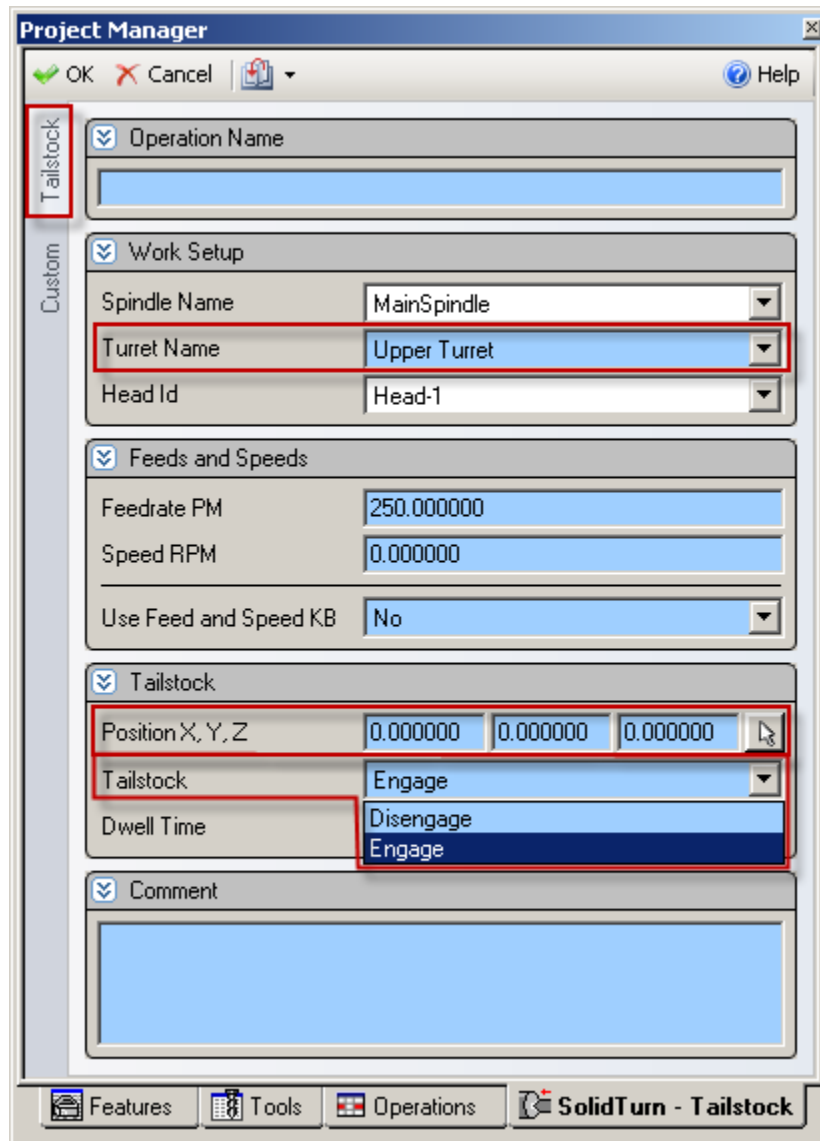 Project Manager
OK Cancel Help
Tailstock
Custom
Operation Name
Work Setup
Spindle Name MainSpindle
Turret Name Upper Turret
Head Id Head-1
Feeds and Speeds
Feedrate PM 250.000000
Speed RPM 0.000000
Use Feed and Speed KB No
Tailstock
Position X, Y, Z 0.000000 0.000000 0.000000
Tailstock Engage
Disengage
Dwell Time
Engage
Comment
Features Tools Operations SolidTurn - Tailstock